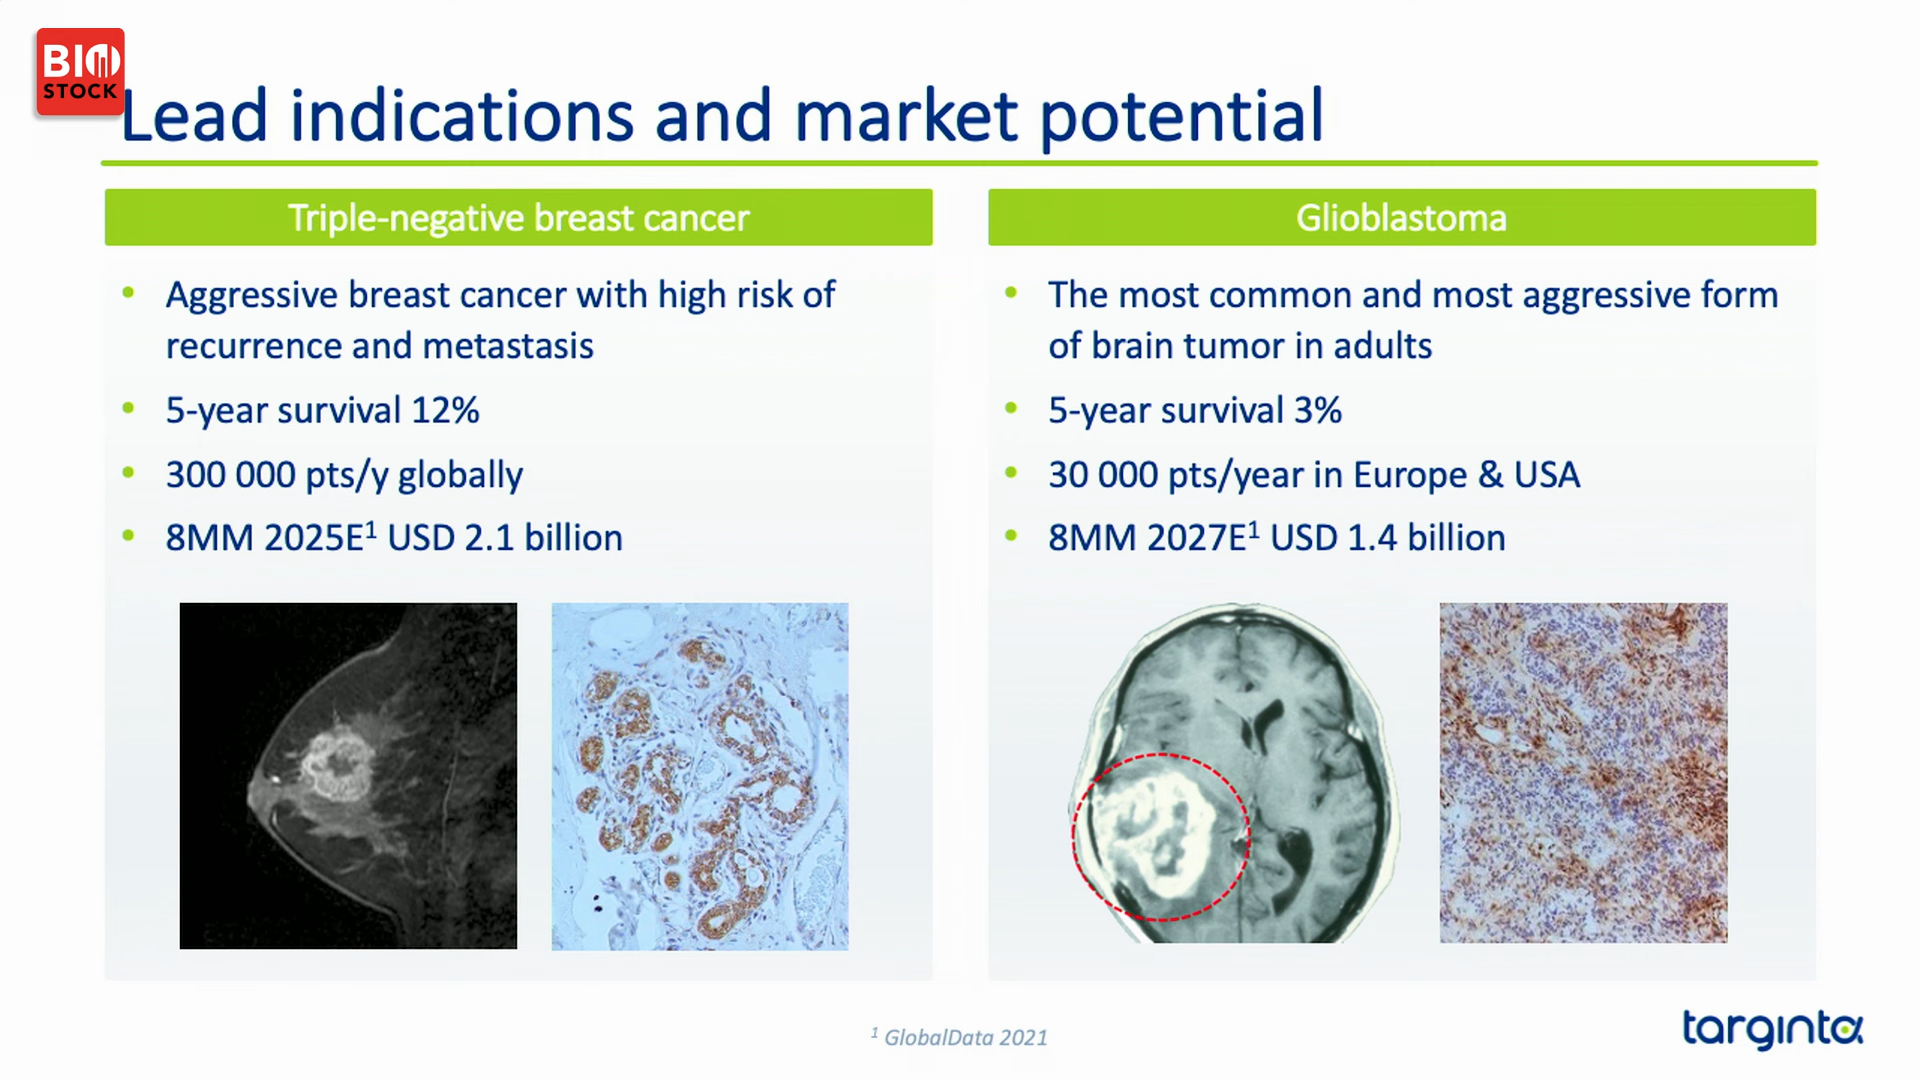 BIO
STOCK
Lead indications and market potential
Triple-negative breast cancer
• Aggressive breast cancer with high risk of
recurrence and metastasis
• 5-year survival 12%
• 300 000 pts/y globally
• 8MM 2025E¹ USD 2.1 billion
Glioblastoma
• The most common and most aggressive form
of brain tumor in adults
• 5-year survival 3%
• 30 000 pts/year in Europe & USA
• 8MM 2027E¹ USD 1.4 billion
¹ GlobalData 2021
targinta